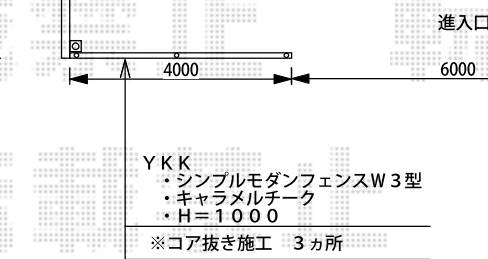 進入口
4000
6000
ＹＫＫ
・シンプルモダンフェンスＷ３型
・キャラメルチーク
・Ｈ＝１０００
※コア抜き施工　３ヵ所